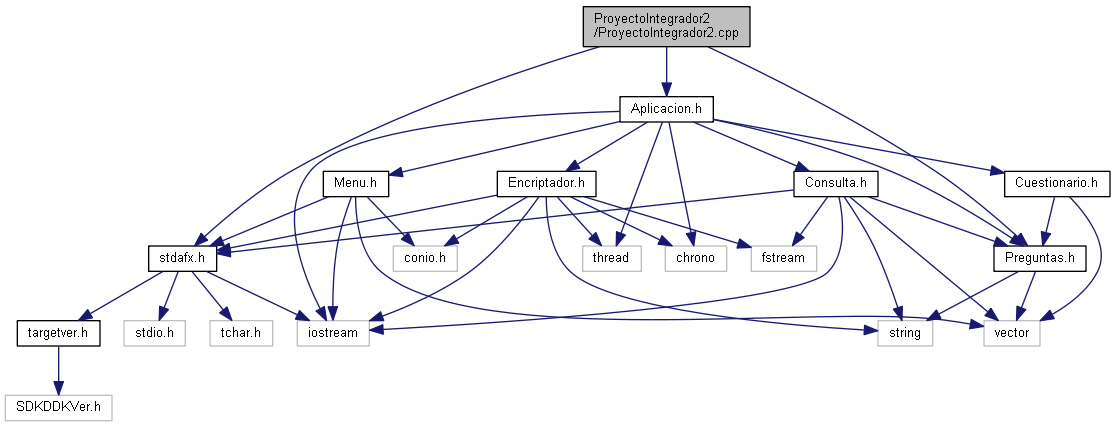 ProyectoIntegrador2
/ProyectoIntegrador2.cpp
Aplicacion.h
Menu.h
Encriptador.h
Consulta.h
Cuestionario.h
stdafx.h
conio.h
thread
chrono
fstream
Preguntas.h
targetver.h
stdio.h
tchar.h
iostream
string
vector
SDKDDKVer.h